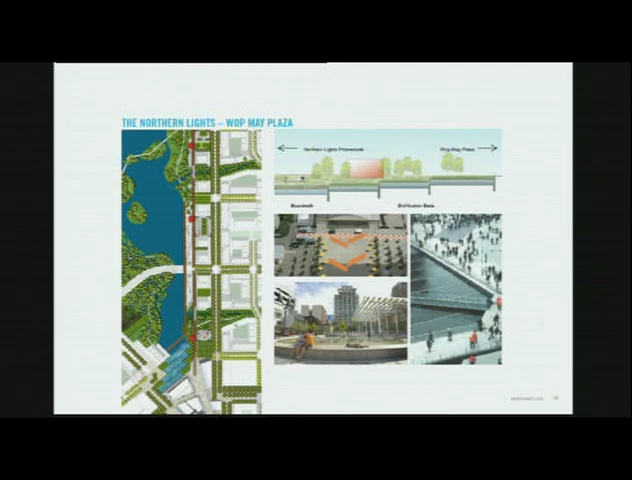 THE NORTHERN LIGHTS – WOP MAY PLAZA
Northern Lights Promenade
Wop May Plaza
Boardwalk